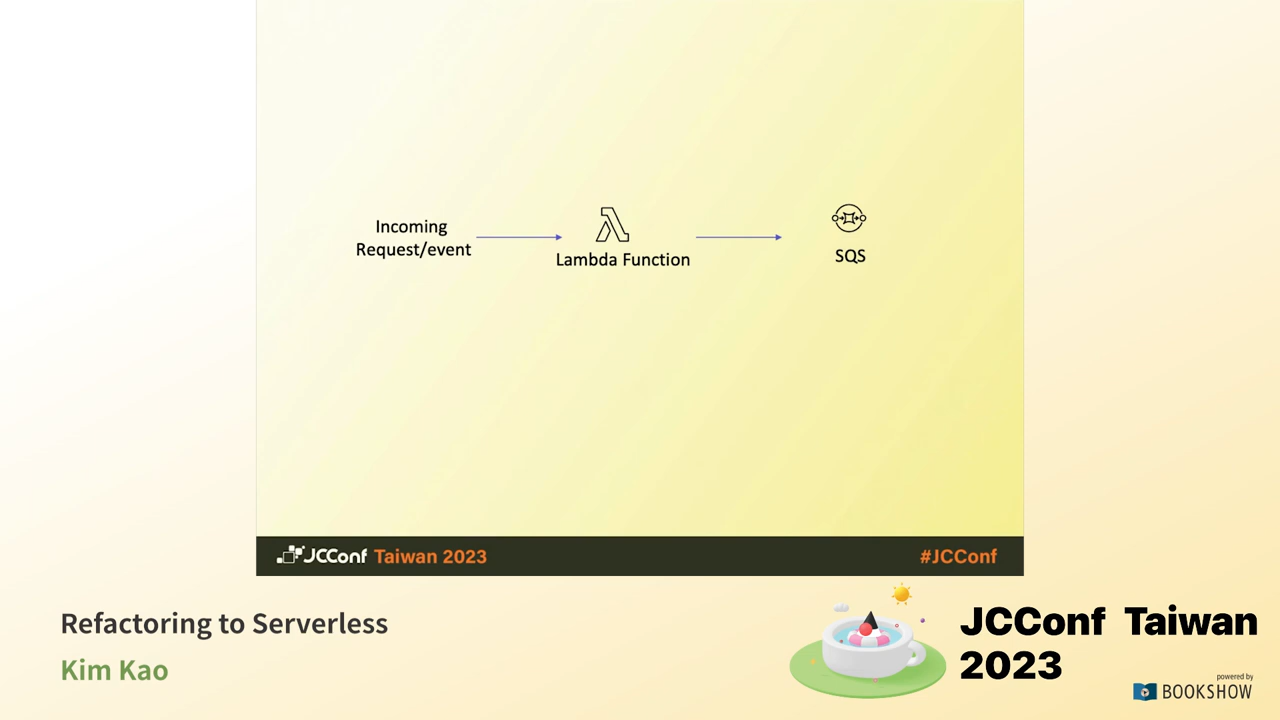 Incoming
Request/event
Lambda Function
SQS
JCConf Taiwan 2023
#JCConf
Refactoring to Serverless
Kim Kao
JCConf Taiwan
2023
powered by
BOOKSHOW